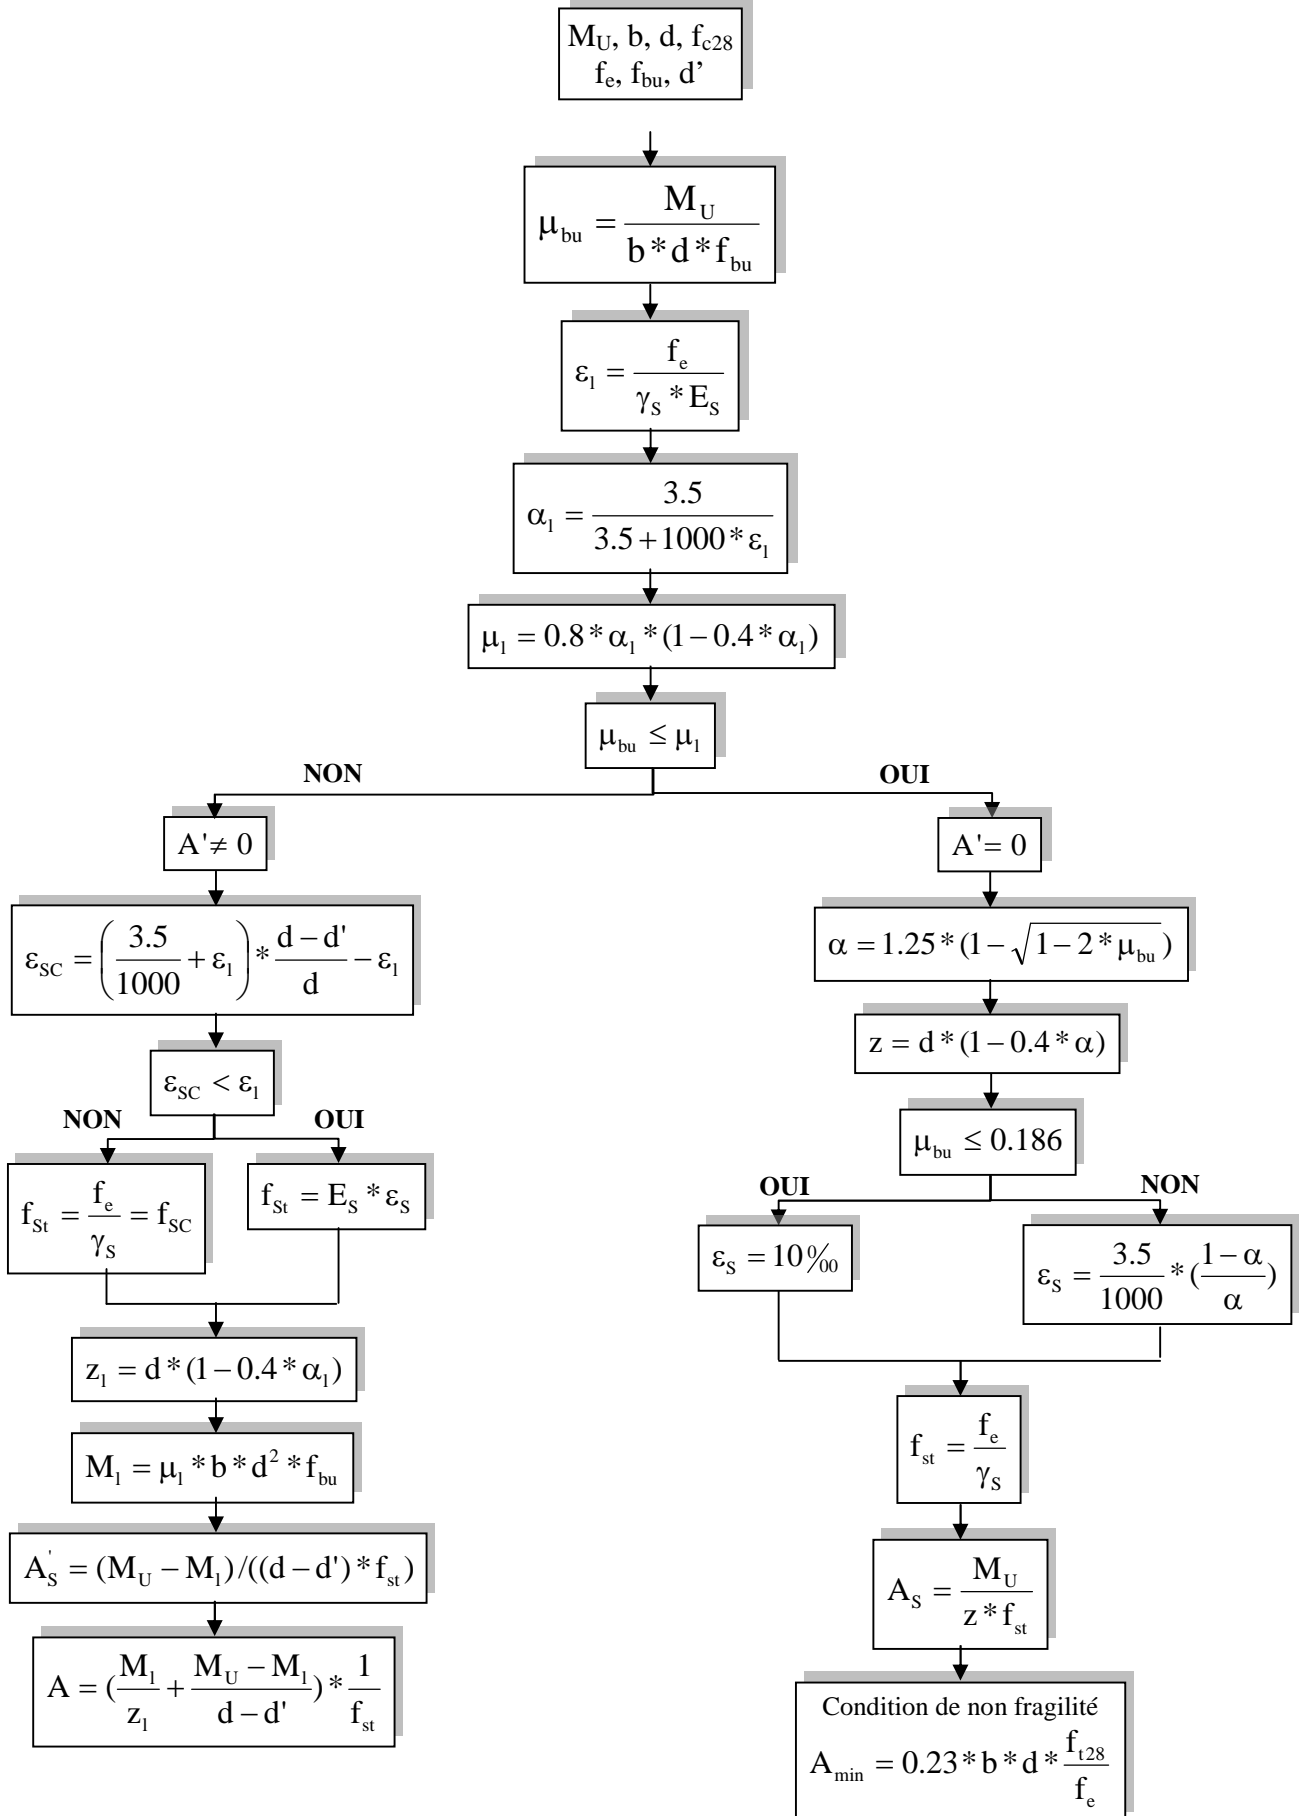 M_U, b, d, f_c28
f_e, f_bu, d’
μ_bu = M_U / (b * d * f_bu)
ε_l = f_e / (γ_S * E_S)
α_l = 3.5 / (3.5 + 1000 * ε_l)
μ_l = 0.8 * α_l * (1 − 0.4 * α_l)
μ_bu ≤ μ_l
NON
OUI
A' ≠ 0
ε_SC = (3.5/1000 + ε_l) * (d − d')/d − ε_l
ε_SC < ε_l
NON
OUI
f_St = f_e/γ_S = f_SC
f_St = E_S * ε_S
z_l = d * (1 − 0.4 * α_l)
M_l = μ_l * b * d² * f_bu
A_S' = (M_U − M_l) / ((d − d') * f_st)
A = (M_l/z_l + (M_U − M_l)/(d − d')) * 1/f_st
A' = 0
α = 1.25 * (1 − √(1 − 2 * μ_bu))
z = d * (1 − 0.4 * α)
μ_bu ≤ 0.186
OUI
NON
ε_S = 10‰
ε_S = 3.5/1000 * ((1 − α)/α)
f_st = f_e/γ_S
A_S = M_U / (z * f_st)
Condition de non fragilité
A_min = 0.23 * b * d * f_t28/f_e